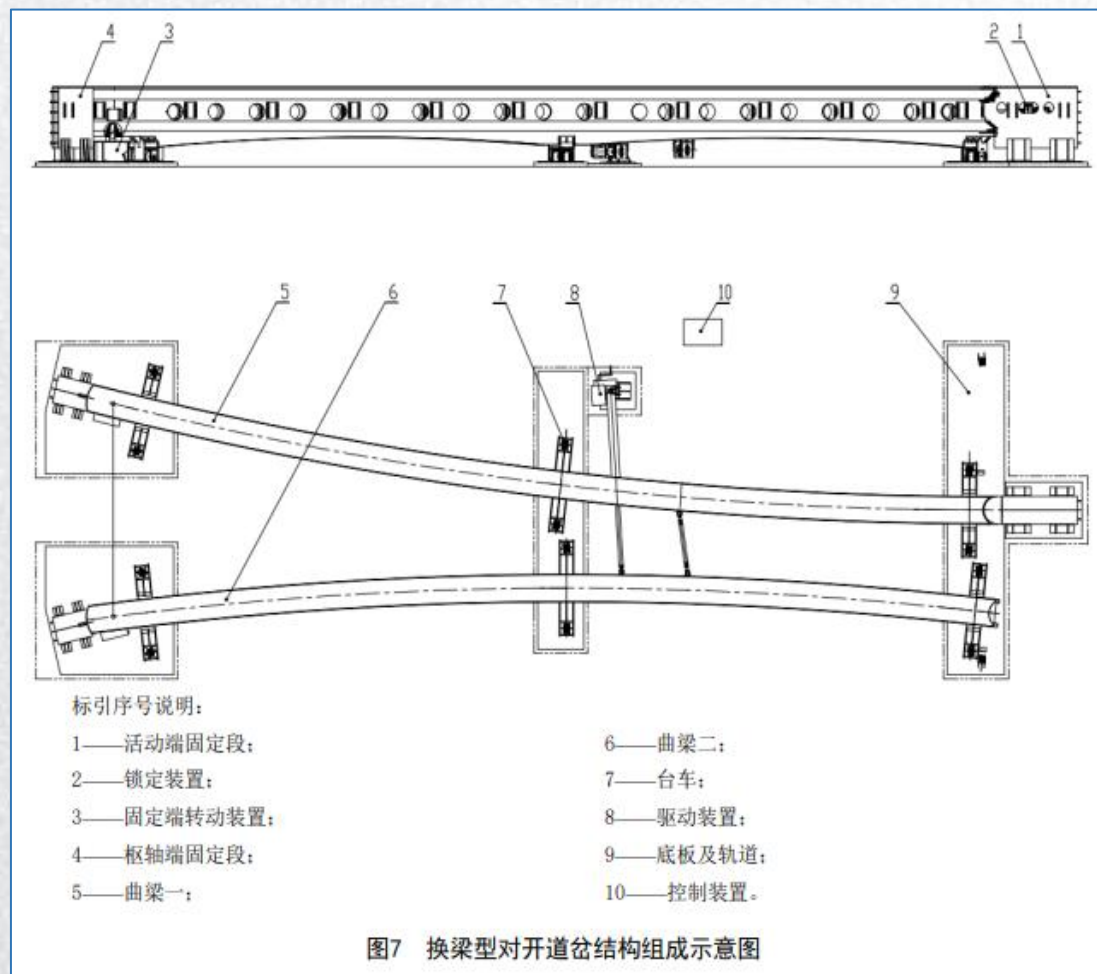 4 3 2 1
5 6 7 8 10 9
标引序号说明：
1——活动端固定段；
2——锁定装置；
3——固定端转动装置；
4——枢轴端固定段；
5——曲梁一；
6——曲梁二；
7——台车；
8——驱动装置；
9——底板及轨道；
10——控制装置。
图7 换梁型对开道岔结构组成示意图